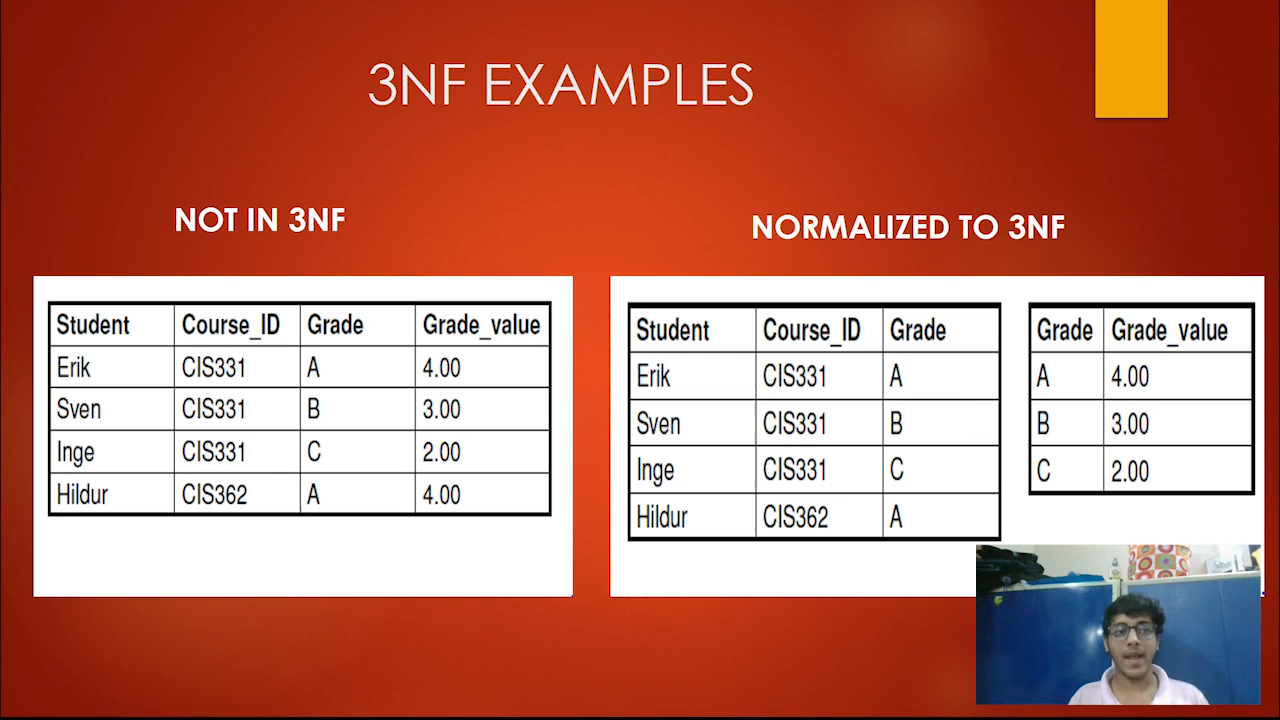 3NF EXAMPLES
NOT IN 3NF
Student Course_ID Grade Grade_value
Erik CIS331 A 4.00
Sven CIS331 B 3.00
Inge CIS331 C 2.00
Hildur CIS362 A 4.00
NORMALIZED TO 3NF
Student Course_ID Grade
Erik CIS331 A
Sven CIS331 B
Inge CIS331 C
Hildur CIS362 A
Grade Grade_value
A 4.00
B 3.00
C 2.00